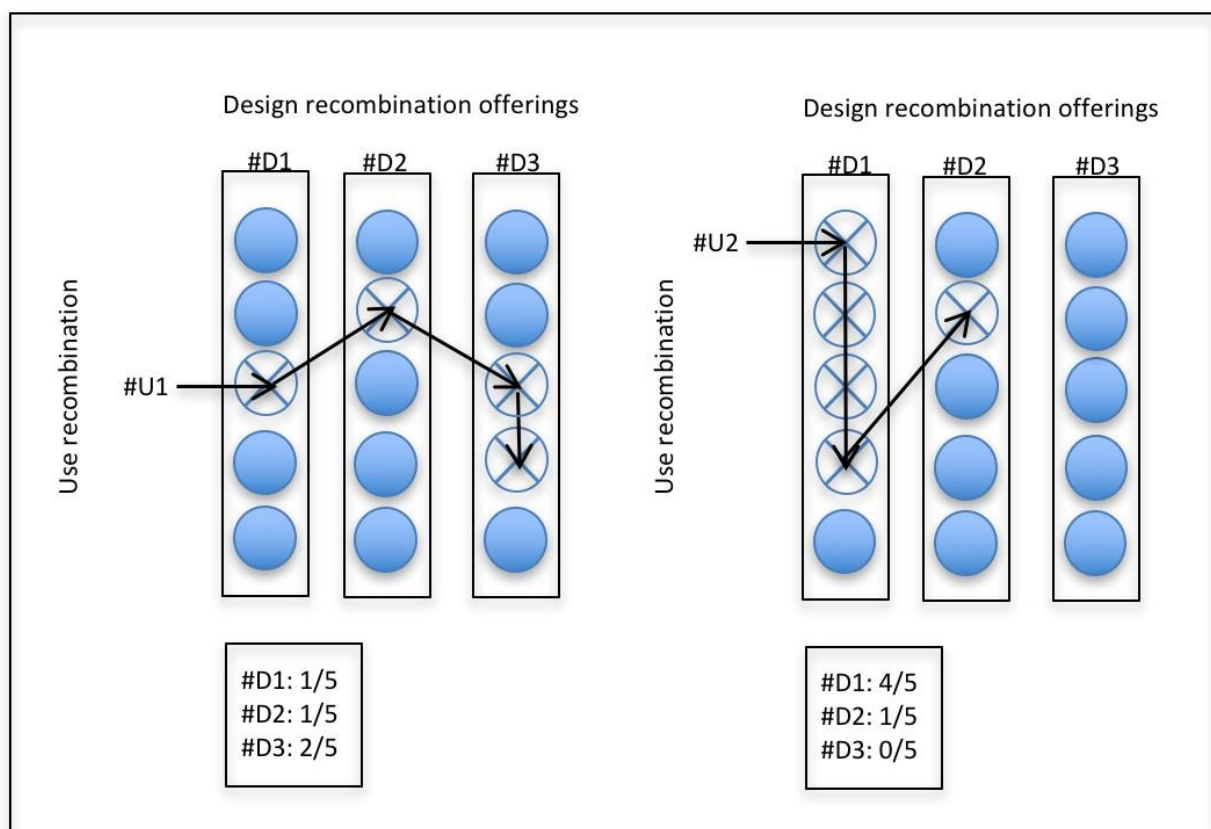 Design recombination offerings
#D1 #D2 #D3
Use recombination
#U1
#D1: 1/5
#D2: 1/5
#D3: 2/5
Design recombination offerings
#D1 #D2 #D3
Use recombination
#U2
#D1: 4/5
#D2: 1/5
#D3: 0/5